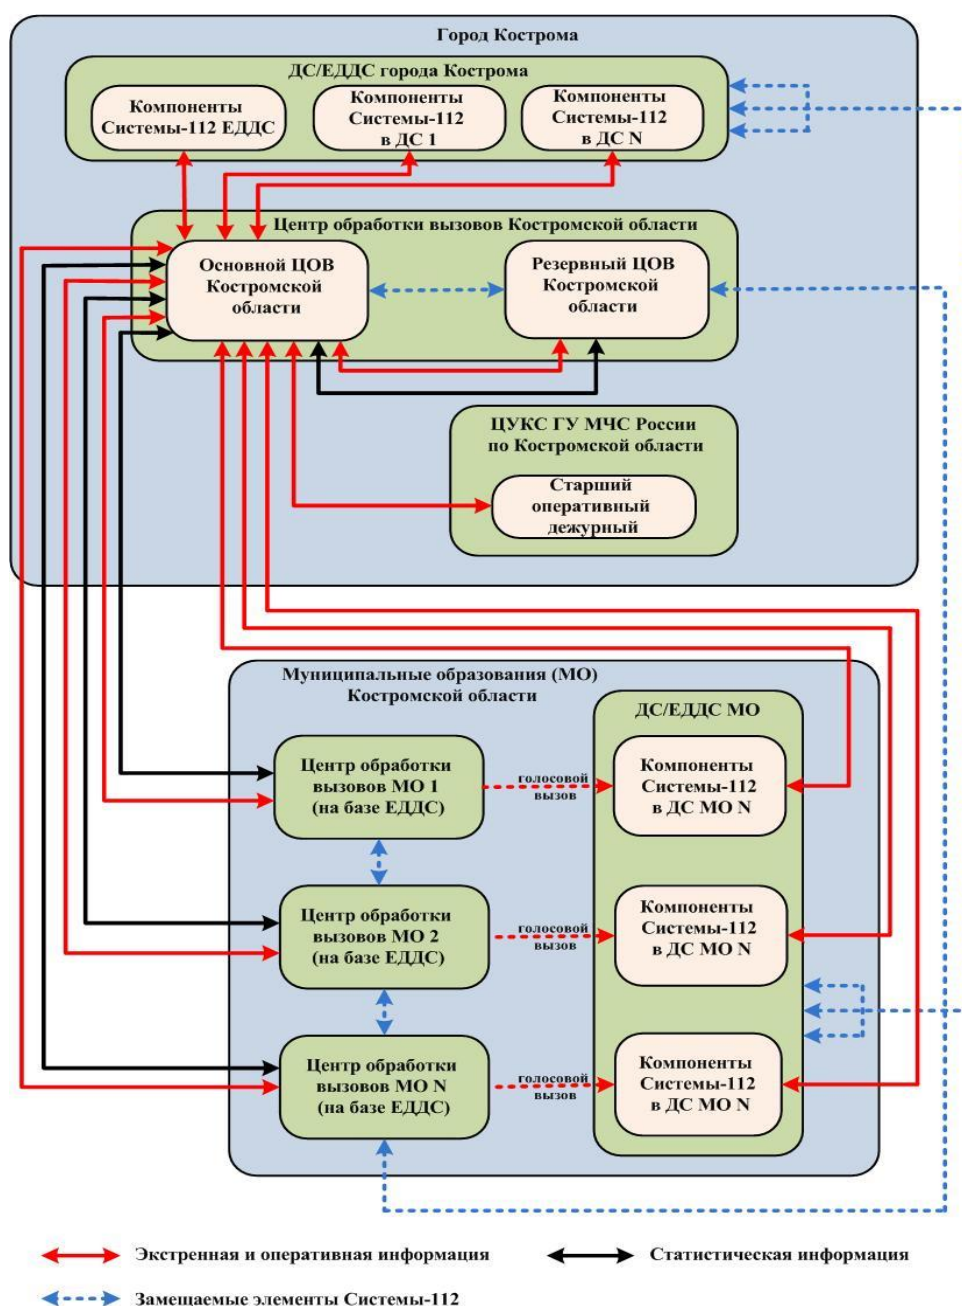 Город Кострома
ДС/ЕДДС города Кострома
Компоненты
Системы-112 ЕДДС
Компоненты
Системы-112
в ДС 1
Компоненты
Системы-112
в ДС N
Центр обработки вызовов Костромской области
Основной ЦОВ
Костромской
области
Резервный ЦОВ
Костромской
области
ЦУКС ГУ МЧС России
по Костромской области
Старший
оперативный
дежурный
Муниципальные образования (МО)
Костромской области
ДС/ЕДДС МО
Центр обработки
вызовов МО 1
(на базе ЕДДС)
голосовой
вызов
Компоненты
Системы-112
в ДС МО N
Центр обработки
вызовов МО 2
(на базе ЕДДС)
голосовой
вызов
Компоненты
Системы-112
в ДС МО N
Центр обработки
вызовов МО N
(на базе ЕДДС)
голосовой
вызов
Компоненты
Системы-112
в ДС МО N
Экстренная и оперативная информация
Статистическая информация
Замещаемые элементы Системы-112